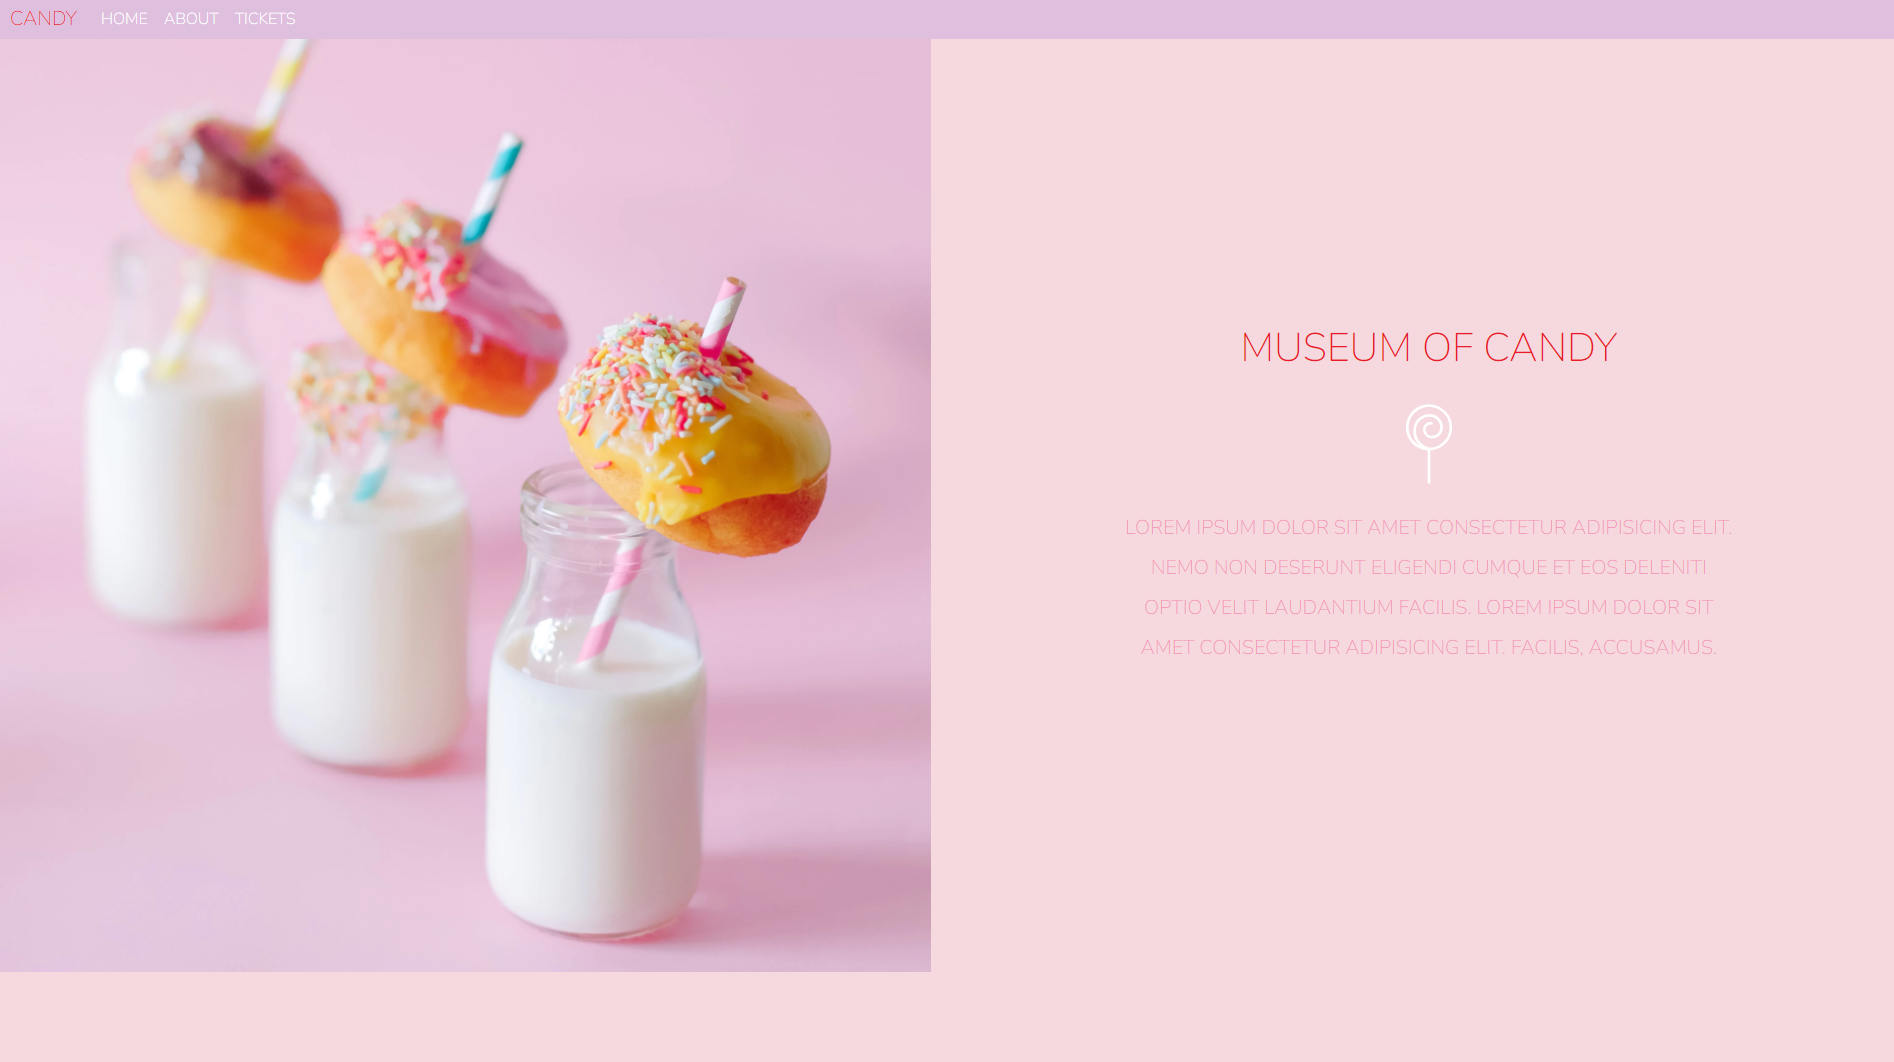 CANDY HOME ABOUT TICKETS
MUSEUM OF CANDY
LOREM IPSUM DOLOR SIT AMET CONSECTETUR ADIPISICING ELIT.
NEMO NON DESERUNT ELIGENDI CUMQUE ET EOS DELENITI
OPTIO VELIT LAUDANTIUM FACILIS. LOREM IPSUM DOLOR SIT
AMET CONSECTETUR ADIPISICING ELIT. FACILIS, ACCUSAMUS.